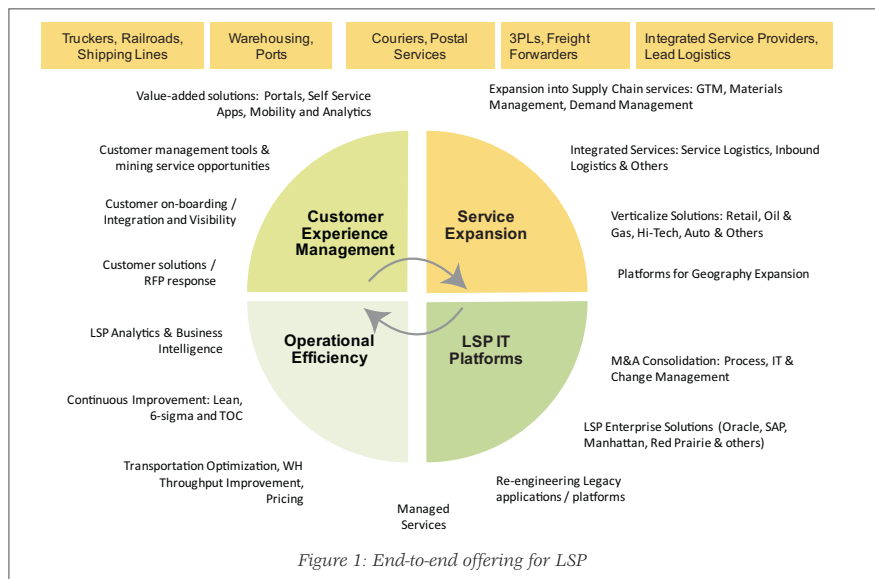 Truckers, Railroads,
Shipping Lines
Warehousing,
Ports
Couriers, Postal
Services
3PLs, Freight
Forwarders
Integrated Service Providers,
Lead Logistics
Value-added solutions: Portals, Self Service
Apps, Mobility and Analytics
Expansion into Supply Chain services: GTM, Materials
Management, Demand Management
Customer management tools &
mining service opportunities
Integrated Services: Service Logistics, Inbound
Logistics & Others
Customer on-boarding /
Integration and Visibility
Customer
Experience
Management
Service
Expansion
Verticalize Solutions: Retail, Oil &
Gas, Hi-Tech, Auto & Others
Customer solutions /
RFP response
Platforms for Geography Expansion
LSP Analytics & Business
Intelligence
Operational
Efficiency
LSP IT
Platforms
M&A Consolidation: Process, IT &
Change Management
Continuous Improvement: Lean,
6-sigma and TOC
LSP Enterprise Solutions (Oracle, SAP,
Manhattan, Red Prairie & others)
Transportation Optimization, WH
Throughput Improvement,
Pricing
Re-engineering Legacy
applications / platforms
Managed
Services
Figure 1: End-to-end offering for LSP